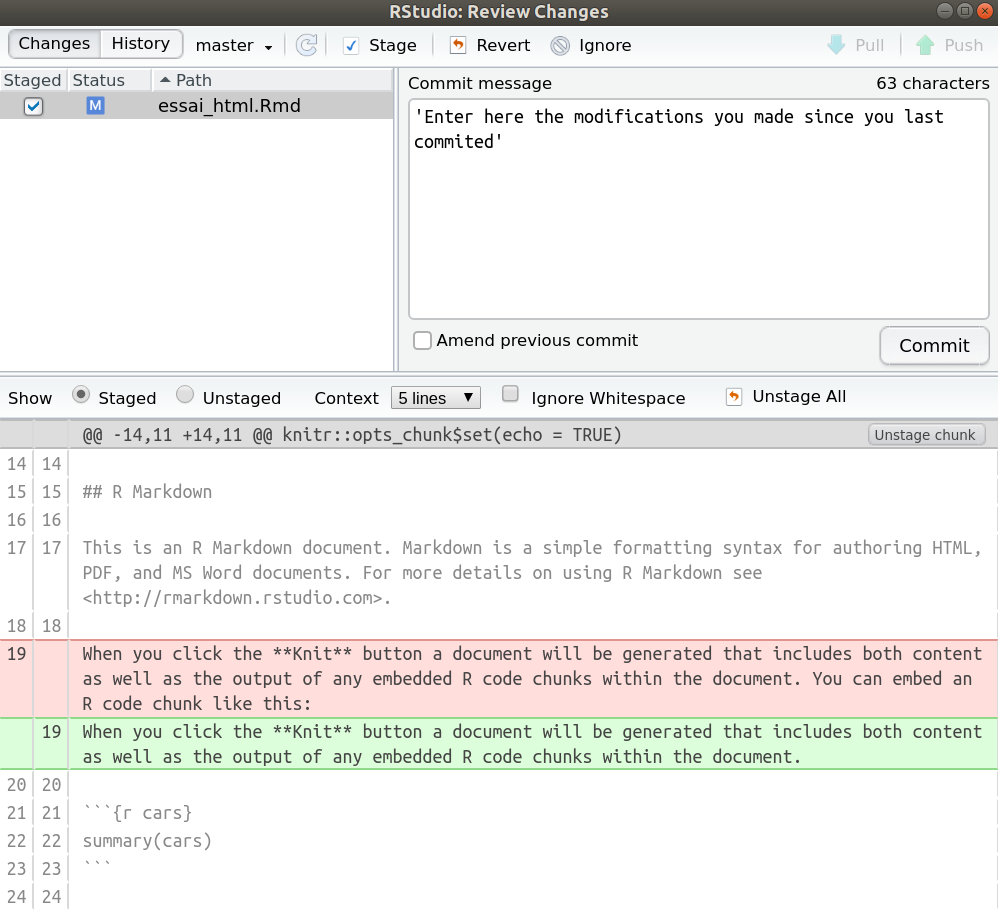 RStudio: Review Changes
Changes History master Stage Revert Ignore Pull Push
Staged Status Path
M essai_html.Rmd
Commit message 63 characters
'Enter here the modifications you made since you last
commited'
Amend previous commit
Commit
Show Staged Unstaged Context 5 lines Ignore Whitespace Unstage All
@@ -14,11 +14,11 @@ knitr::opts_chunk$set(echo = TRUE) Unstage chunk
14 14
15 15 ## R Markdown
16 16
17 17 This is an R Markdown document. Markdown is a simple formatting syntax for authoring HTML,
PDF, and MS Word documents. For more details on using R Markdown see
<http://rmarkdown.rstudio.com>.
18 18
19 When you click the **Knit** button a document will be generated that includes both content
as well as the output of any embedded R code chunks within the document. You can embed an
R code chunk like this:
19 When you click the **Knit** button a document will be generated that includes both content
as well as the output of any embedded R code chunks within the document.
20 20
21 21 ```{r cars}
22 22 summary(cars)
23 23 ```
24 24